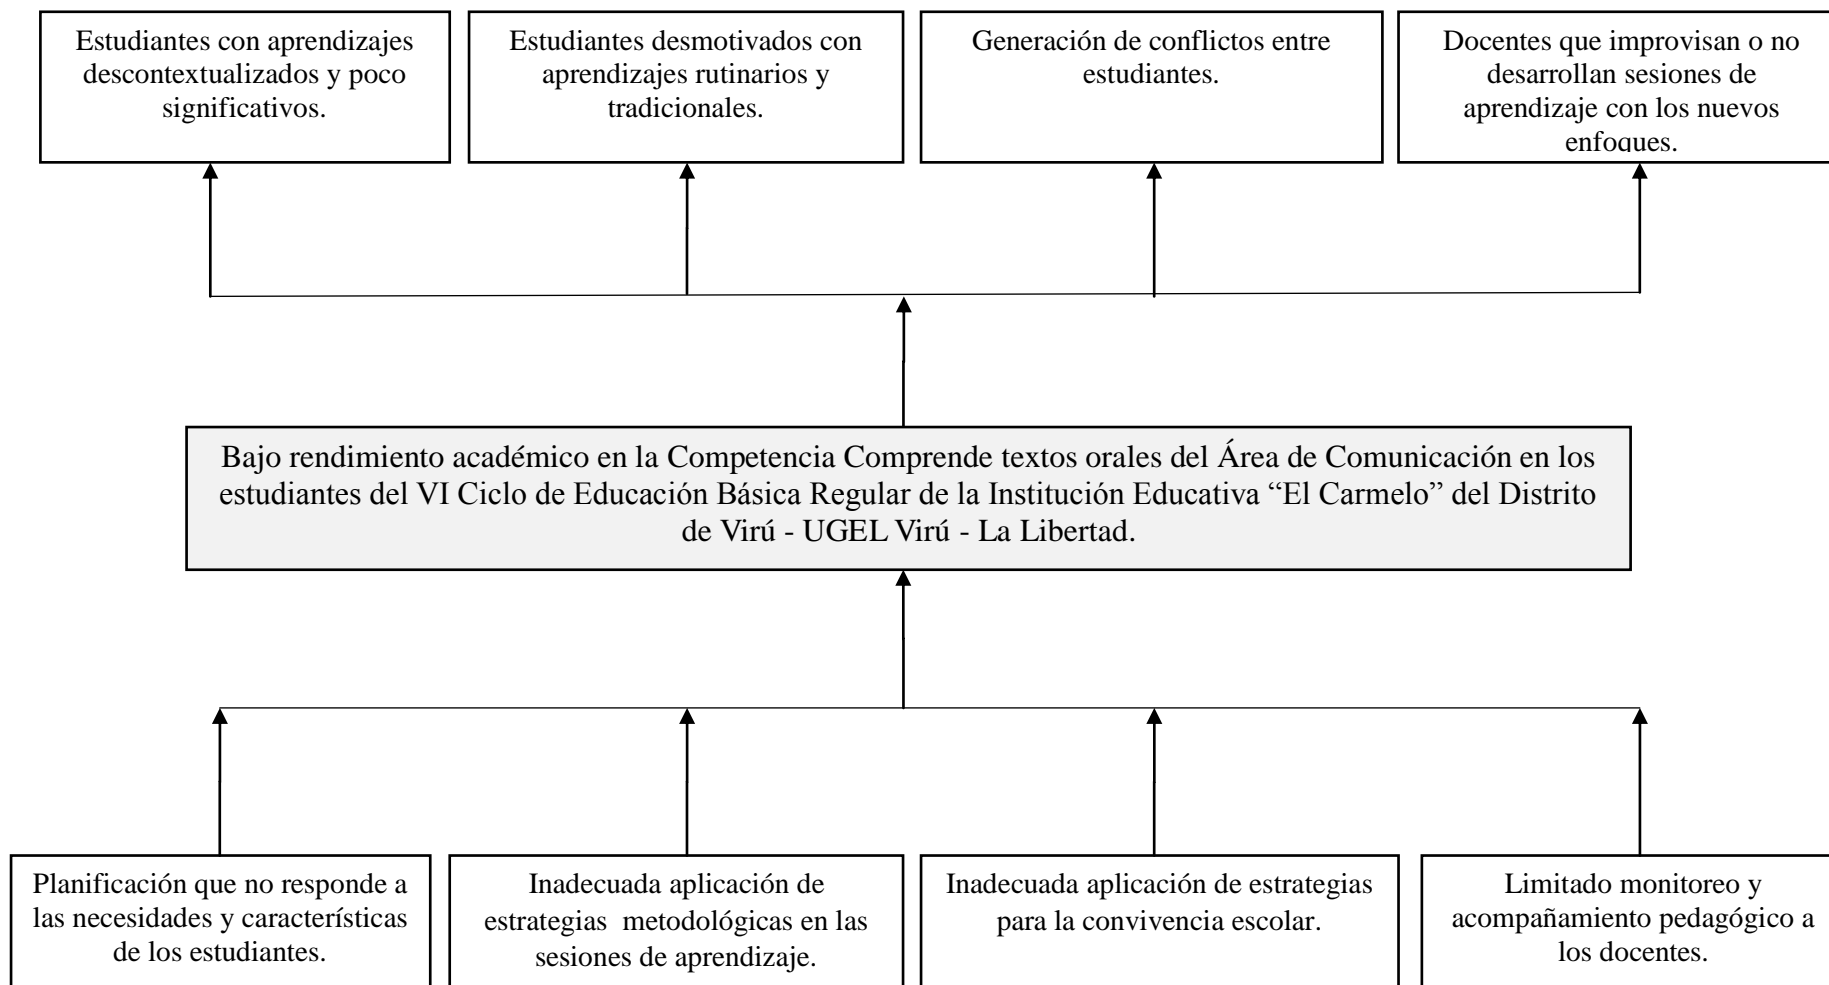 Estudiantes con aprendizajes
descontextualizados y poco
significativos.
Estudiantes desmotivados con
aprendizajes rutinarios y
tradicionales.
Generación de conflictos entre
estudiantes.
Docentes que improvisan o no
desarrollan sesiones de
aprendizaje con los nuevos
enfoques.
Bajo rendimiento académico en la Competencia Comprende textos orales del Área de Comunicación en los
estudiantes del VI Ciclo de Educación Básica Regular de la Institución Educativa “El Carmelo” del Distrito
de Virú - UGEL Virú - La Libertad.
Planificación que no responde a
las necesidades y características
de los estudiantes.
Inadecuada aplicación de
estrategias metodológicas en las
sesiones de aprendizaje.
Inadecuada aplicación de estrategias
para la convivencia escolar.
Limitado monitoreo y
acompañamiento pedagógico a
los docentes.